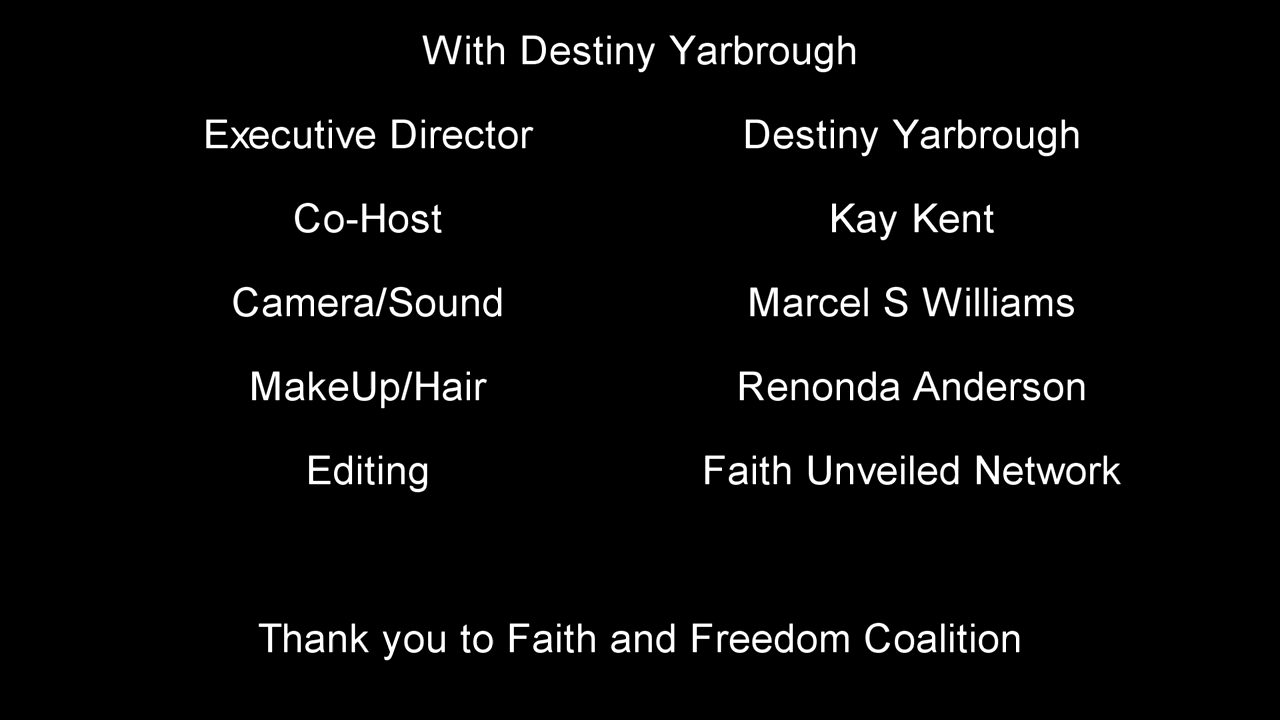 With Destiny Yarbrough
Executive Director Destiny Yarbrough
Co-Host Kay Kent
Camera/Sound Marcel S Williams
MakeUp/Hair Renonda Anderson
Editing Faith Unveiled Network
Thank you to Faith and Freedom Coalition